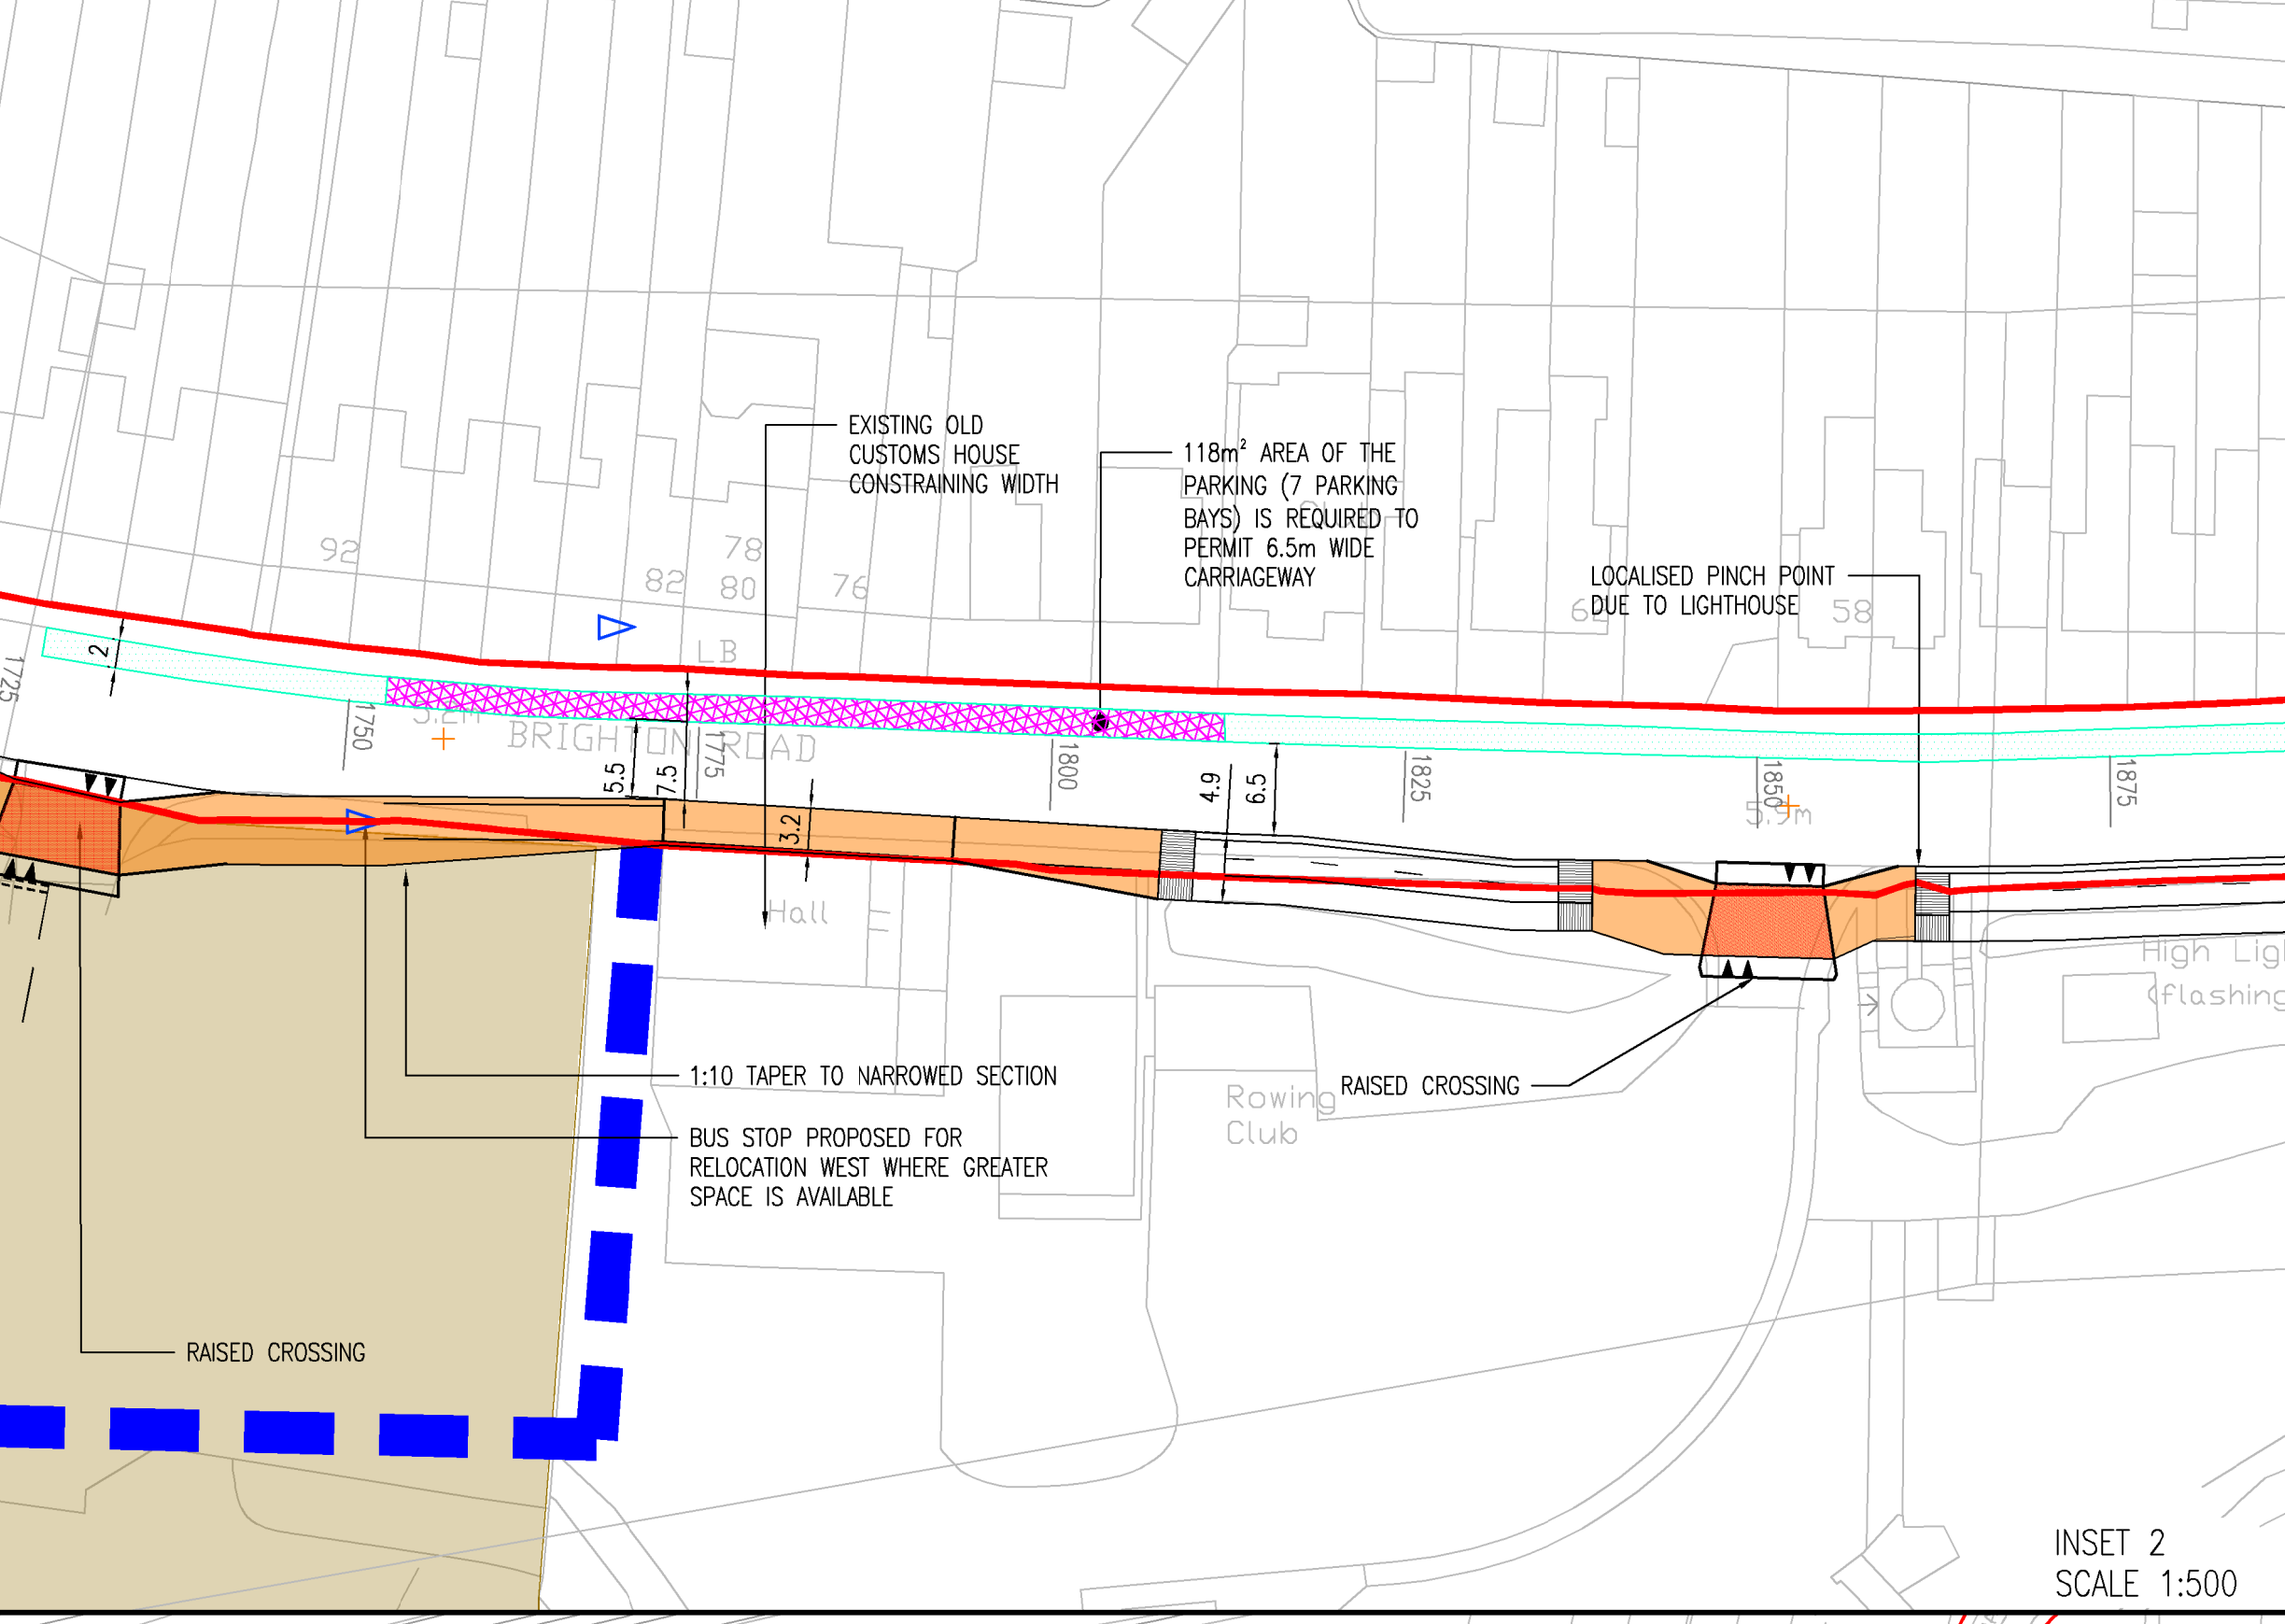 EXISTING OLD
CUSTOMS HOUSE
CONSTRAINING WIDTH
118m² AREA OF THE
PARKING (7 PARKING
BAYS) IS REQUIRED TO
PERMIT 6.5m WIDE
CARRIAGEWAY
LOCALISED PINCH POINT
DUE TO LIGHTHOUSE
92
78
82
80
76
58
LB
2
1725
1750
BRIGHTON ROAD
1775
1800
1825
1850
1875
5.5
7.5
3.2
4.9
6.5
5.9m
Hall
High Lig
(flashing
1:10 TAPER TO NARROWED SECTION
BUS STOP PROPOSED FOR
RELOCATION WEST WHERE GREATER
SPACE IS AVAILABLE
Rowing
Club
RAISED CROSSING
RAISED CROSSING
INSET 2
SCALE 1:500